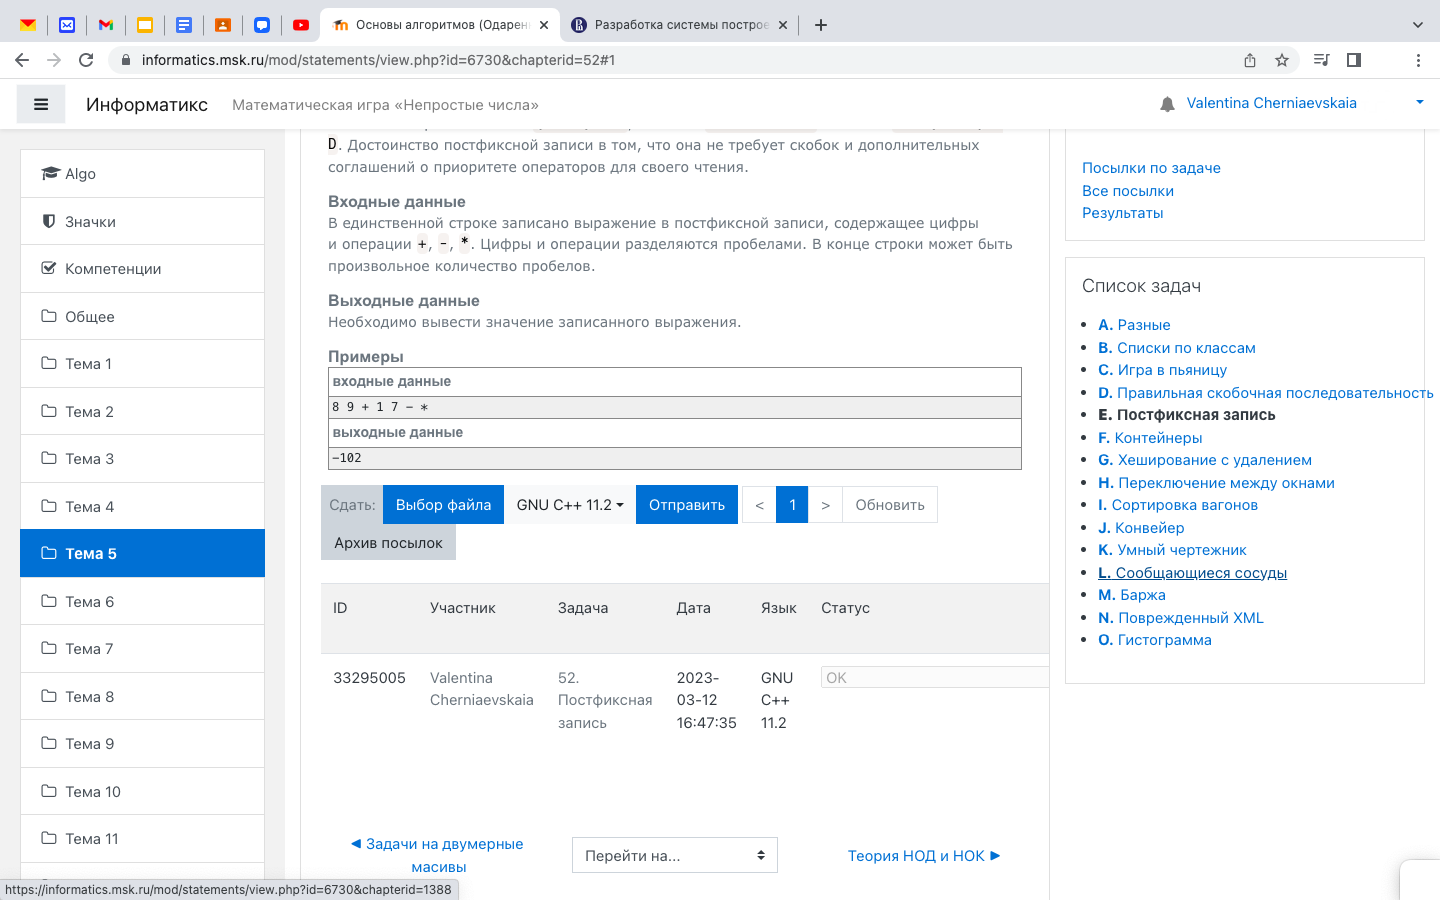 Основы алгоритмов (Одарен
Разработка системы построе
informatics.msk.ru/mod/statements/view.php?id=6730&chapterid=52#1
Информатикс
Математическая игра «Непростые числа»
Valentina Cherniaevskaia
Algo
Значки
Компетенции
Общее
Тема 1
Тема 2
Тема 3
Тема 4
Тема 5
Тема 6
Тема 7
Тема 8
Тема 9
Тема 10
Тема 11
D. Достоинство постфиксной записи в том, что она не требует скобок и дополнительных
соглашений о приоритете операторов для своего чтения.
Входные данные
В единственной строке записано выражение в постфиксной записи, содержащее цифры
и операции +, -, *. Цифры и операции разделяются пробелами. В конце строки может быть
произвольное количество пробелов.
Выходные данные
Необходимо вывести значение записанного выражения.
Примеры
входные данные
8 9 + 1 7 - *
выходные данные
-102
Сдать: Выбор файла GNU C++ 11.2 Отправить < 1 > Обновить
Архив посылок
ID Участник Задача Дата Язык Статус
33295005 Valentina 52. 2023- GNU OK
Cherniaevskaia Постфиксная 03-12 C++
запись 16:47:35 11.2
◄ Задачи на двумерные
масивы
Перейти на...
Теория НОД и НОК ►
Посылки по задаче
Все посылки
Результаты
Список задач
A. Разные
B. Списки по классам
C. Игра в пьяницу
D. Правильная скобочная последовательность
E. Постфиксная запись
F. Контейнеры
G. Хеширование с удалением
H. Переключение между окнами
I. Сортировка вагонов
J. Конвейер
K. Умный чертежник
L. Сообщающиеся сосуды
M. Баржа
N. Поврежденный XML
O. Гистограмма
https://informatics.msk.ru/mod/statements/view.php?id=6730&chapterid=1388